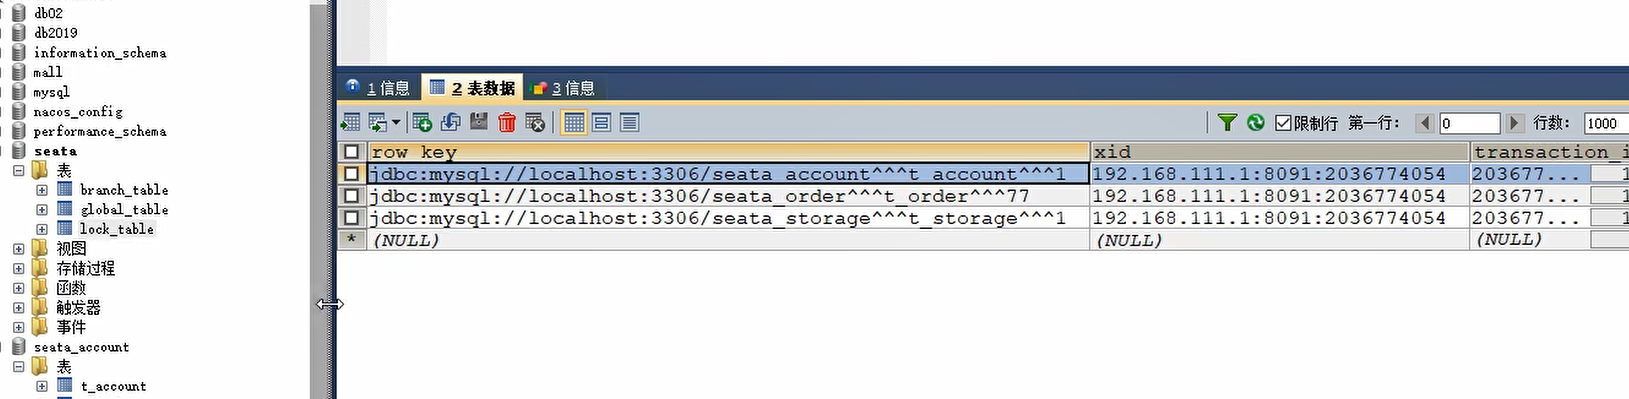 db02
db2019
information_schema
mall
mysql
nacos_config
performance_schema
seata
表
branch_table
global_table
lock_table
视图
存储过程
函数
触发器
事件
seata_account
表
t_account
1 信息 2 表数据 3 信息
限制行 第一行: 0 行数: 1000
row_key xid transaction_i
jdbc:mysql://localhost:3306/seata_account^^^t_account^^^1 192.168.111.1:8091:2036774054 203677...
jdbc:mysql://localhost:3306/seata_order^^^t_order^^^77 192.168.111.1:8091:2036774054 203677...
jdbc:mysql://localhost:3306/seata_storage^^^t_storage^^^1 192.168.111.1:8091:2036774054 203677...
* (NULL) (NULL) (NULL)